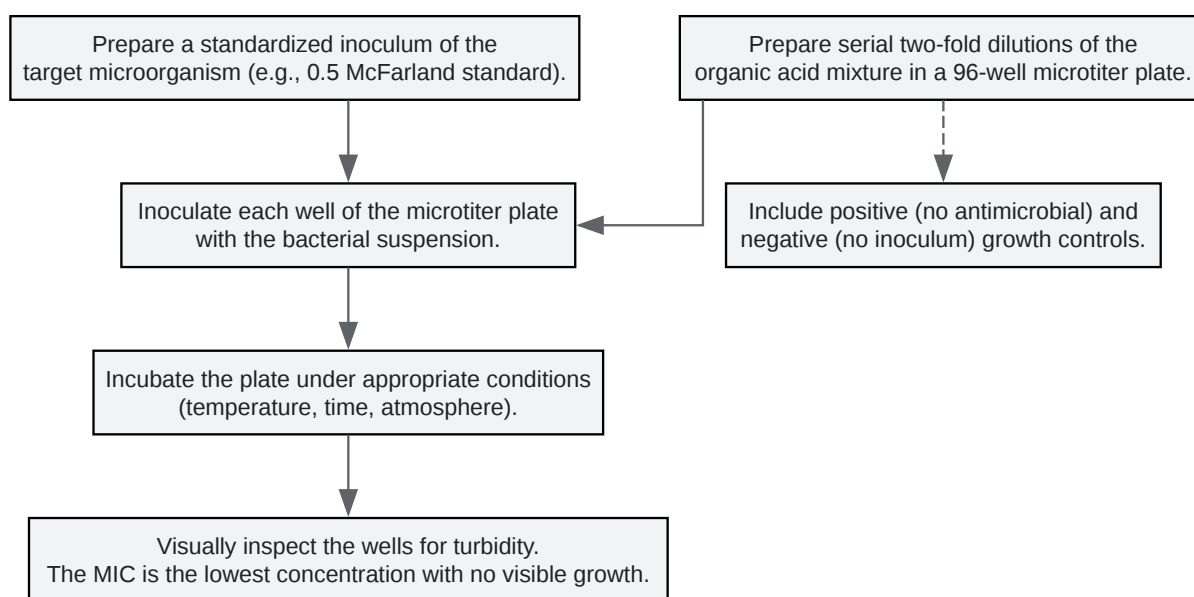 Prepare a standardized inoculum of the
target microorganism (e.g., 0.5 McFarland standard).
Prepare serial two-fold dilutions of the
organic acid mixture in a 96-well microtiter plate.
Inoculate each well of the microtiter plate
with the bacterial suspension.
Include positive (no antimicrobial) and
negative (no inoculum) growth controls.
Incubate the plate under appropriate conditions
(temperature, time, atmosphere).
Visually inspect the wells for turbidity.
The MIC is the lowest concentration with no visible growth.